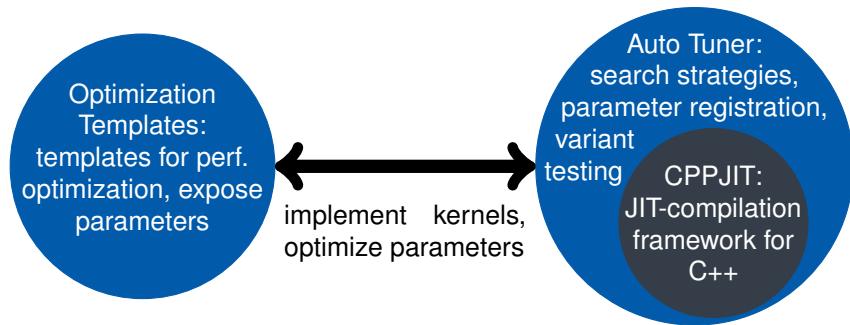 Optimization
Templates:
templates for perf.
optimization, expose
parameters
implement kernels,
optimize parameters
Auto Tuner:
search strategies,
parameter registration,
variant
testing
CPPJIT:
JIT-compilation
framework for
C++